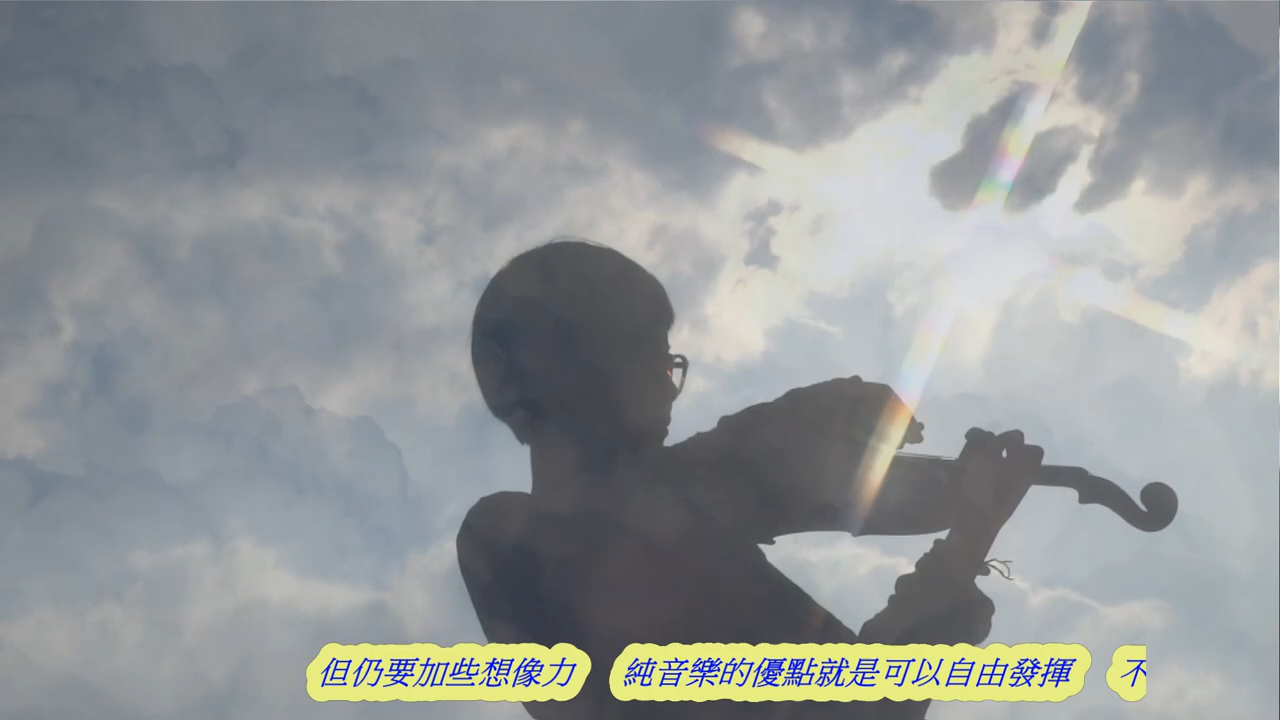 但仍要加些想像力 純音樂的優點就是可以自由發揮 不